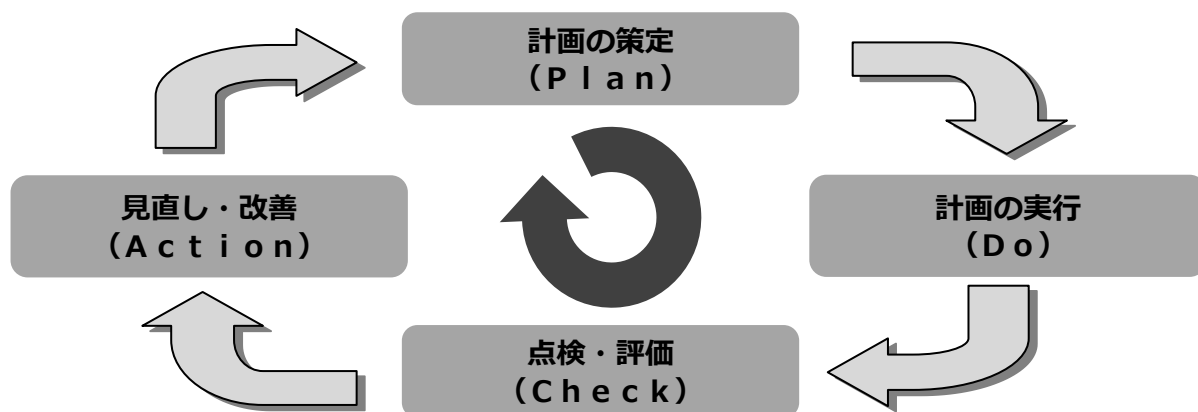 計画の策定
（Ｐｌａｎ）
計画の実行
（Ｄｏ）
点検・評価
（Ｃｈｅｃｋ）
見直し・改善
（Ａｃｔｉｏｎ）